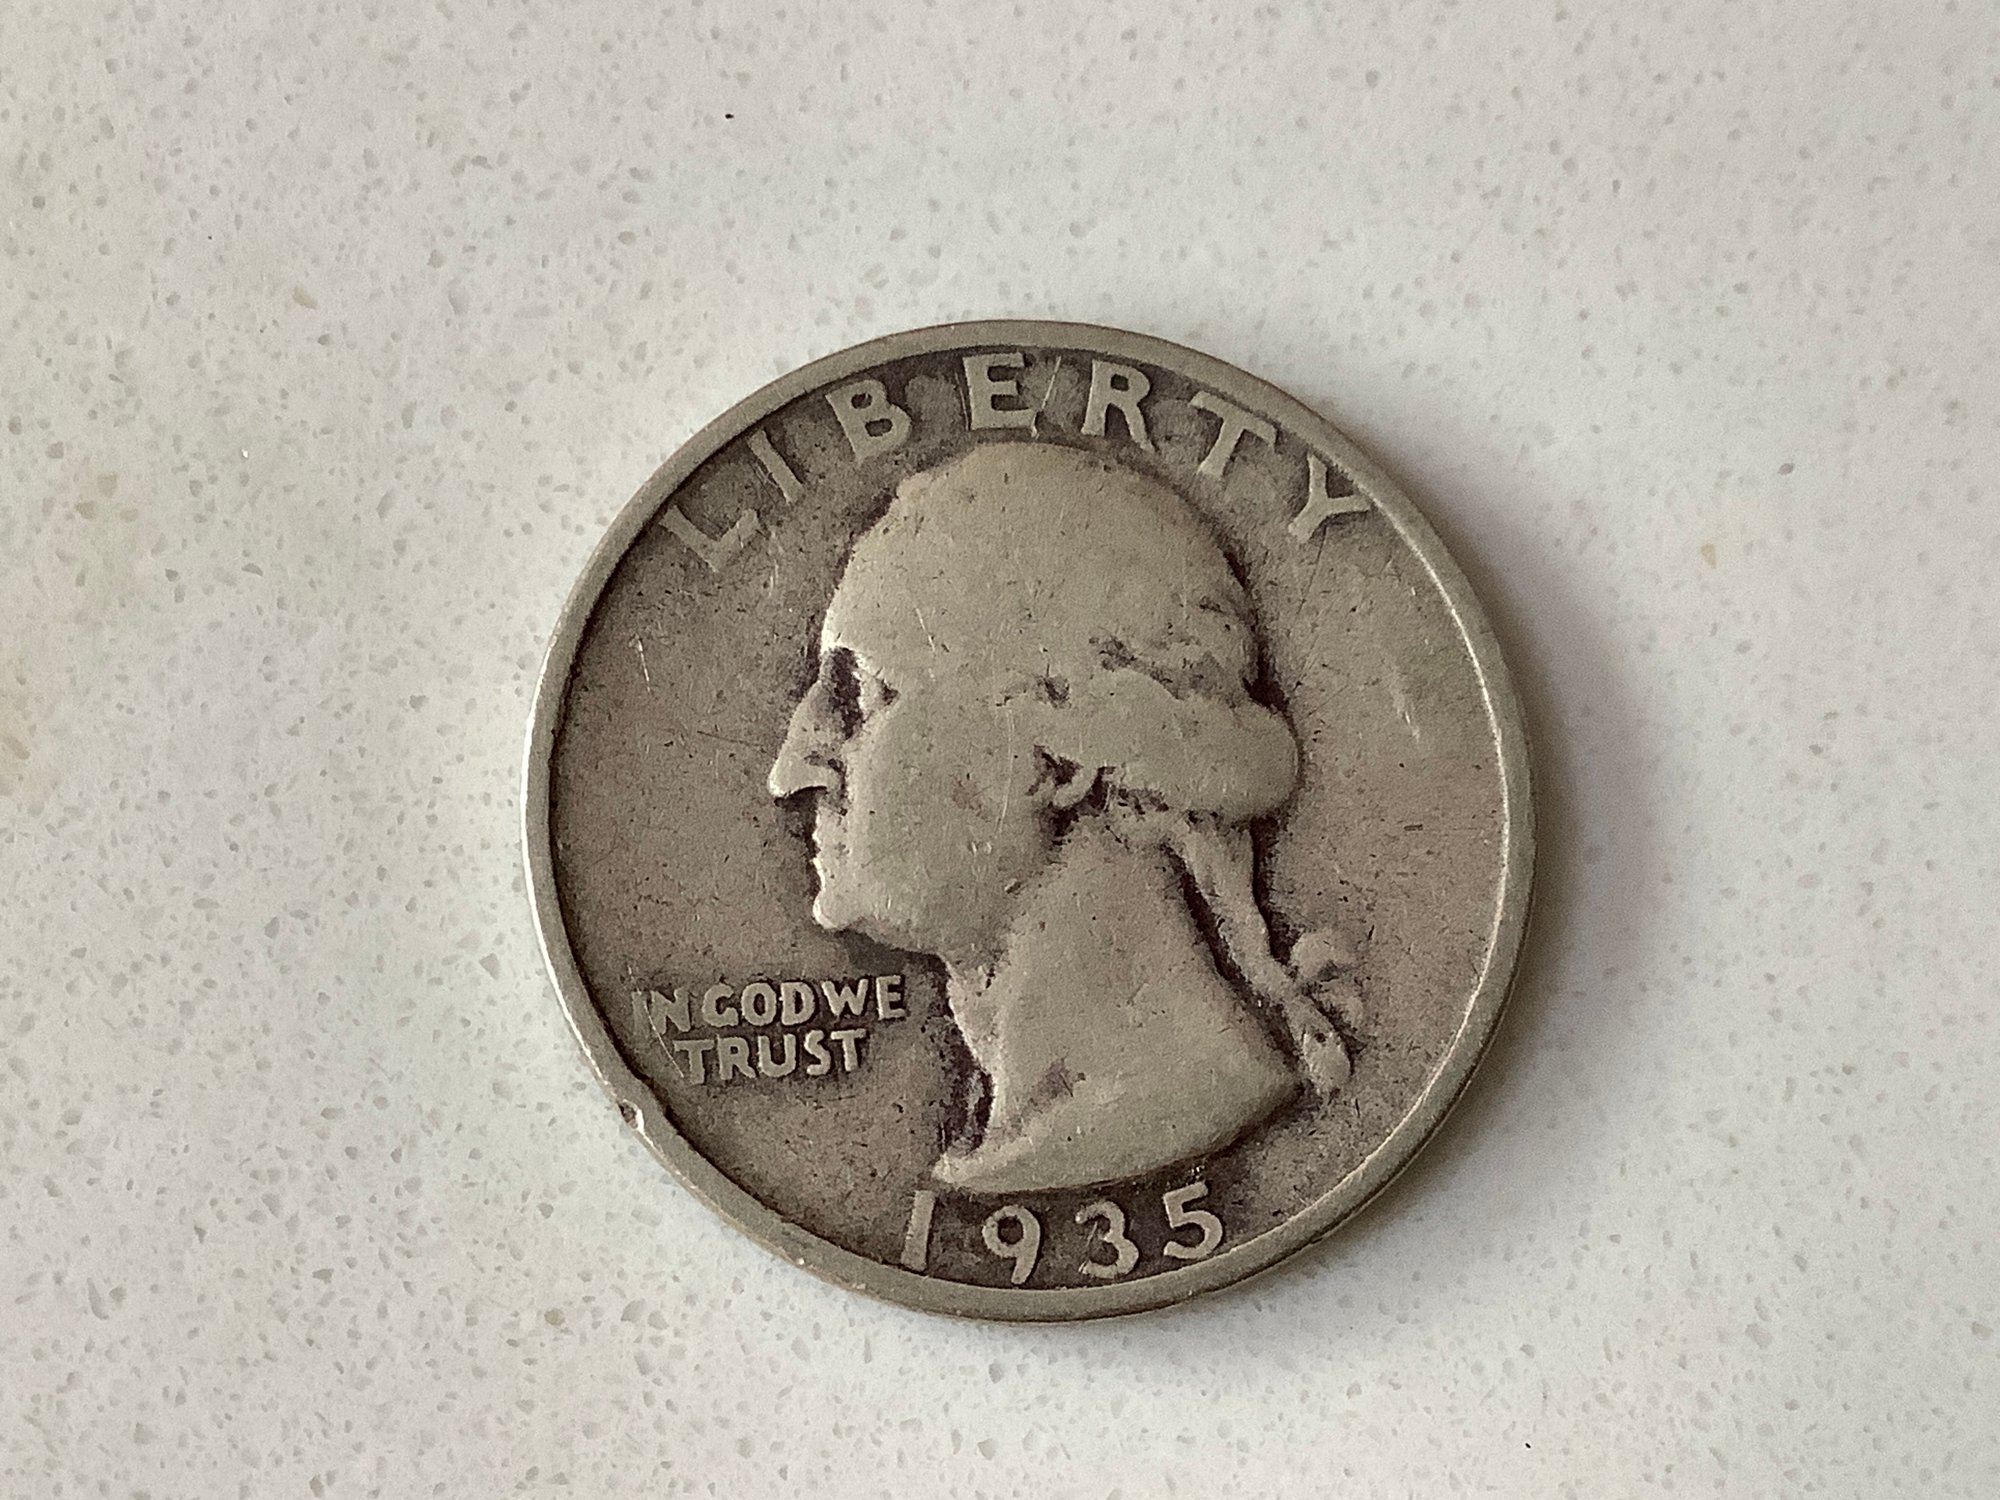 LIBERTY
IN GOD WE
TRUST
1935